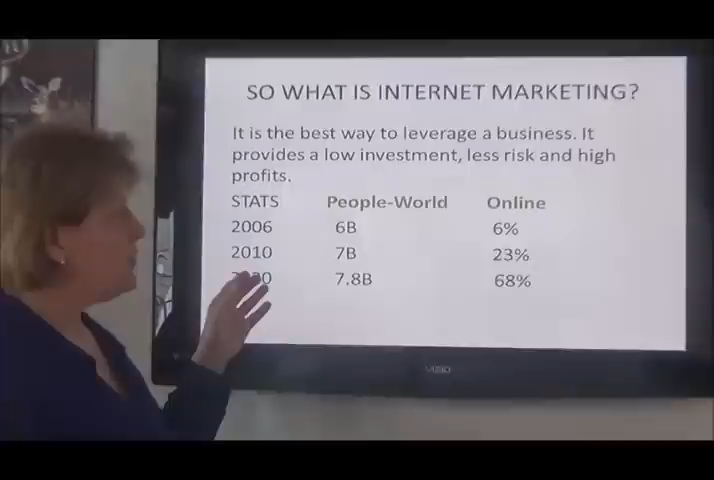 SO WHAT IS INTERNET MARKETING?
It is the best way to leverage a business. It
provides a low investment, less risk and high
profits.
STATS People-World Online
2006 6B 6%
2010 7B 23%
7.8B 68%
VIZIO